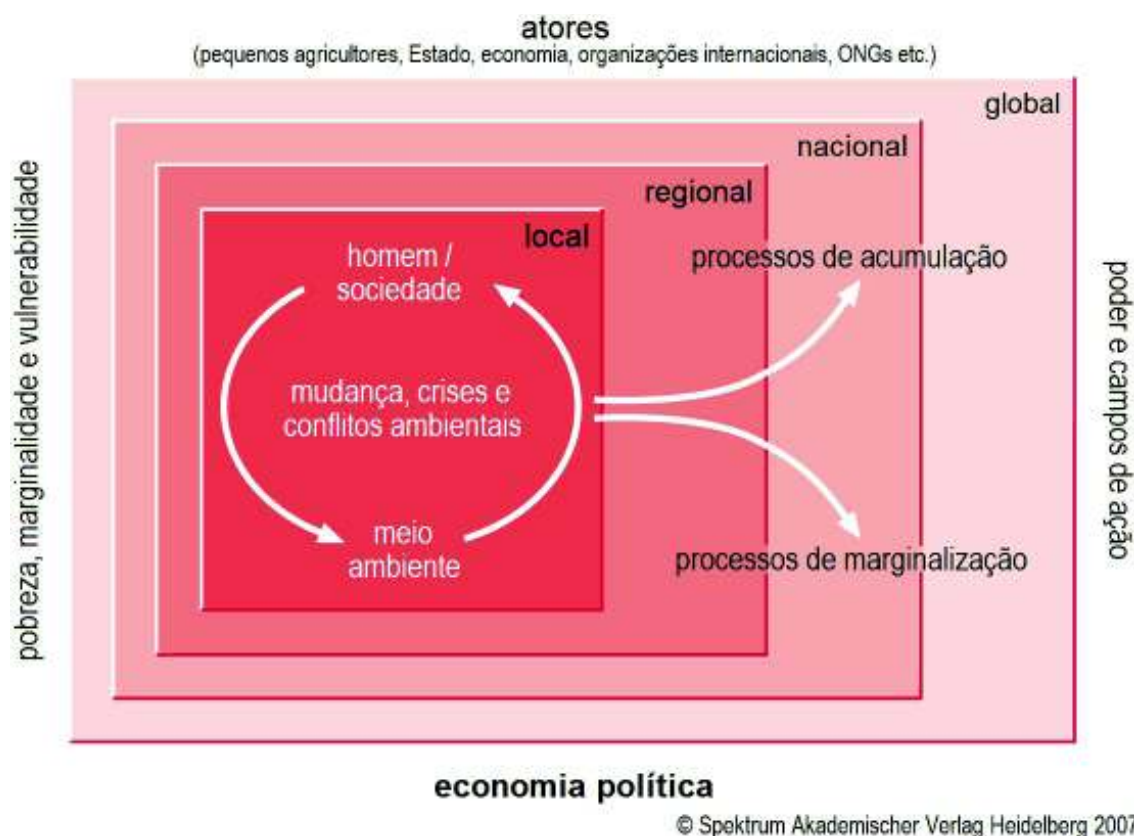 atores
(pequenos agricultores, Estado, economia, organizações internacionais, ONGs etc.)
global
nacional
regional
local
homem /
sociedade
mudança, crises e
conflitos ambientais
meio
ambiente
processos de acumulação
processos de marginalização
pobreza, marginalidade e vulnerabilidade
poder e campos de ação
economia política
© Spektrum Akademischer Verlag Heidelberg 2007